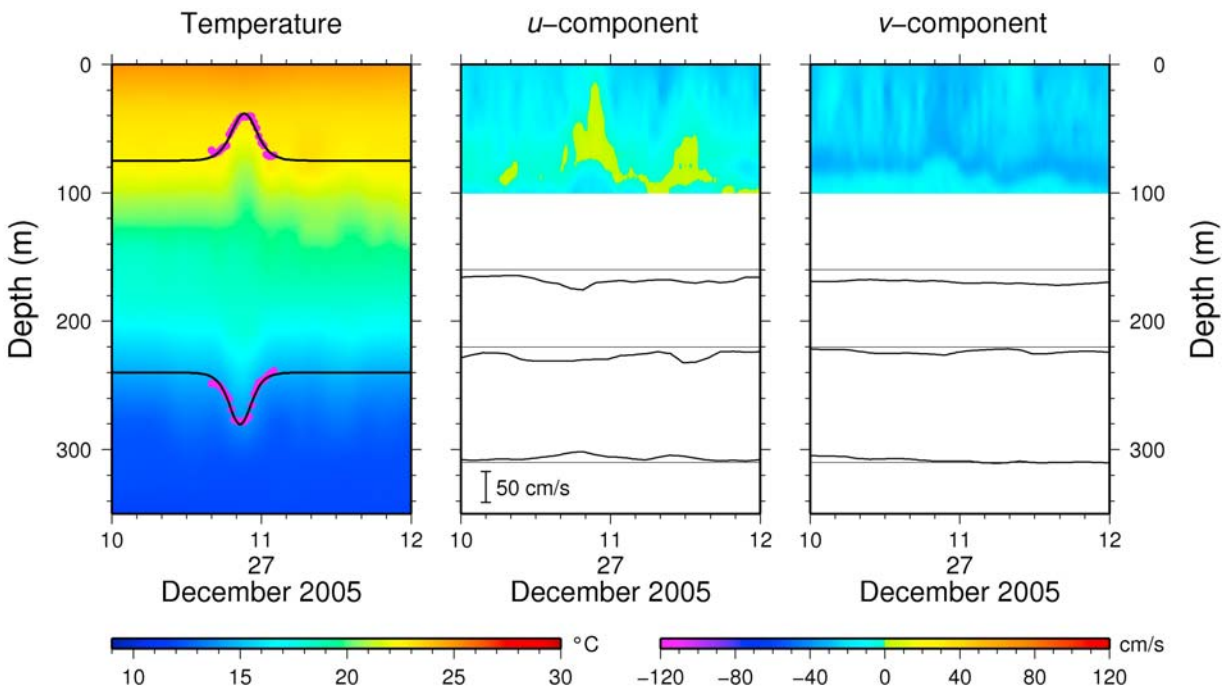 Temperature u–component v–component
0 0
100 100
Depth (m) Depth (m)
200 200
300 300
50 cm/s
10 11 12 10 11 12 10 11 12
27 27 27
December 2005 December 2005 December 2005
°C cm/s
10 15 20 25 30 −120 −80 −40 0 40 80 120